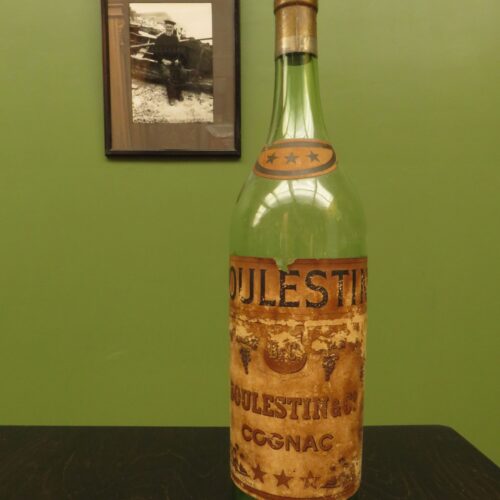 ★ ★ ★
OULESTIN
B&C
OULESTIN & Co
COGNAC
★ ★ ★